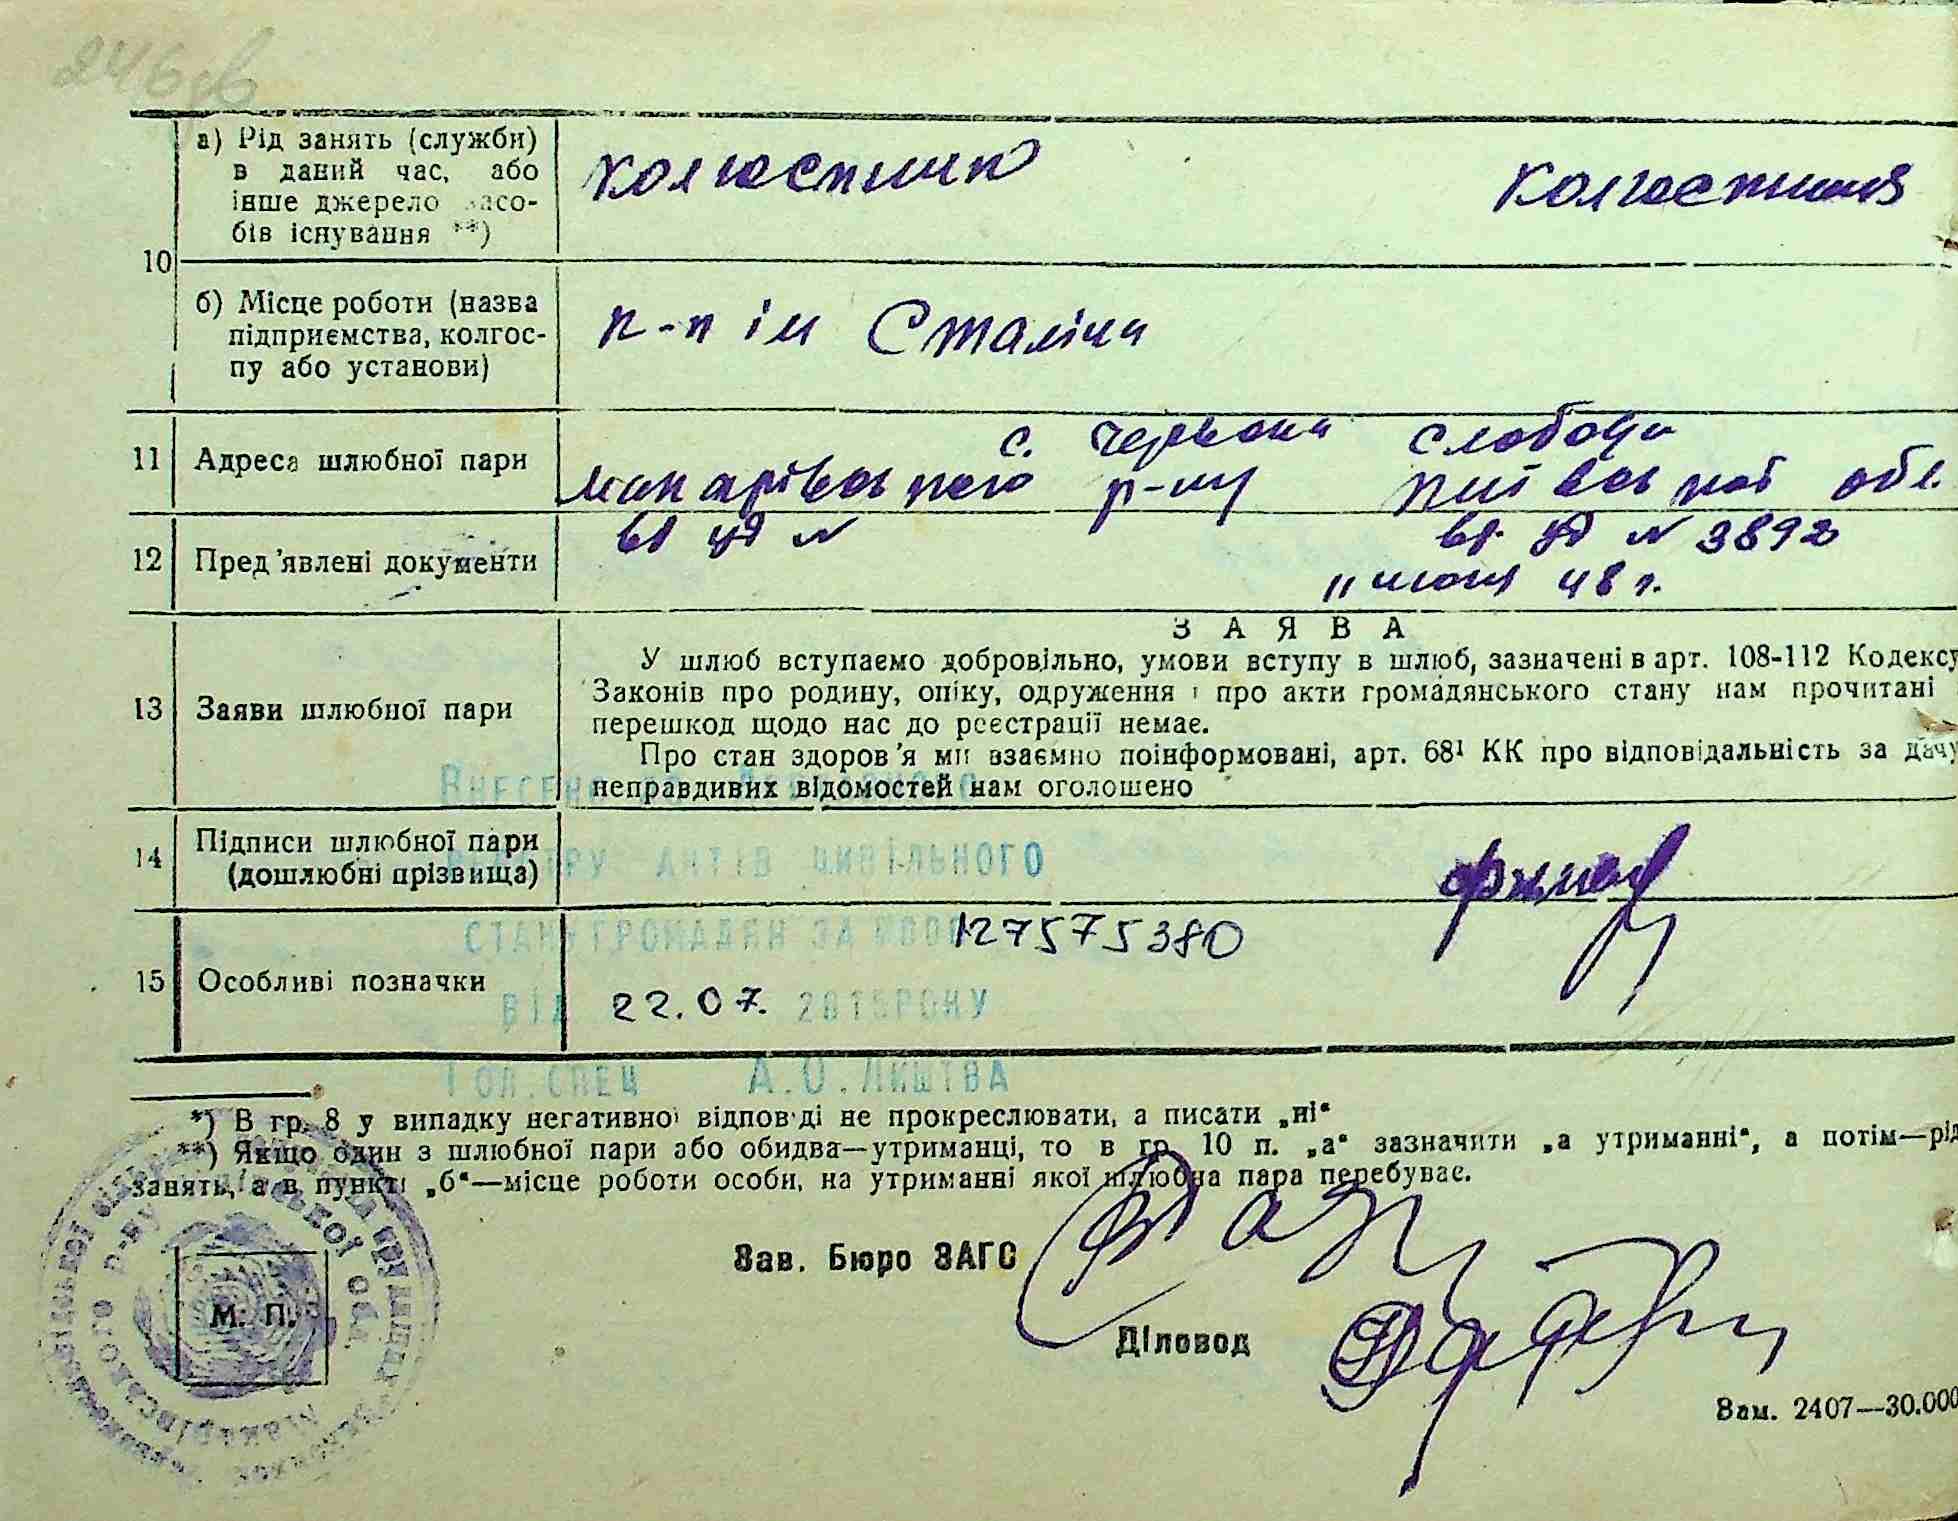 246зв
а) Рід занять (служби) в даний час, або інше джерело засобів існування **)
колгоспник
колгоспниця
10
б) Місце роботи (назва підприємства, колгоспу або установи)
к-п ім Сталіна
11 Адреса шлюбної пари
с. Червона Слобода
Макарівського р-ну Київської обл.
12 Пред'явлені документи
№
№ 3892
48 г.
З А Я В А
13 Заяви шлюбної пари
У шлюб вступаємо добровільно, умови вступу в шлюб, зазначені в арт. 108-112 Кодексу
Законів про родину, опіку, одруження і про акти громадянського стану нам прочитані
перешкод щодо нас до реєстрації немає.
Про стан здоров'я ми взаємно поінформовані, арт. 68¹ КК про відповідальність за дачу
неправдивих відомостей нам оголошено
Внесено до Державного
реєстру актів цивільного
стану громадян за №
127575380
від 22.07. 2015 року
Гол. спец А.О. Лиштва
14 Підписи шлюбної пари (дошлюбні прізвища)
15 Особливі позначки
*) В гр. 8 у випадку негативної відповіді не прокреслювати, а писати „ні“
**) Якщо один з шлюбної пари або обидва—утриманці, то в гр. 10 п. „а“ зазначити „а утриманні“, а потім—рід
занять, а в пункті „б“—місце роботи особи, на утриманні якої шлюбна пара перебуває.
Зав. Бюро ЗАГС
М. П.
Діловод
Зам. 2407—30.000